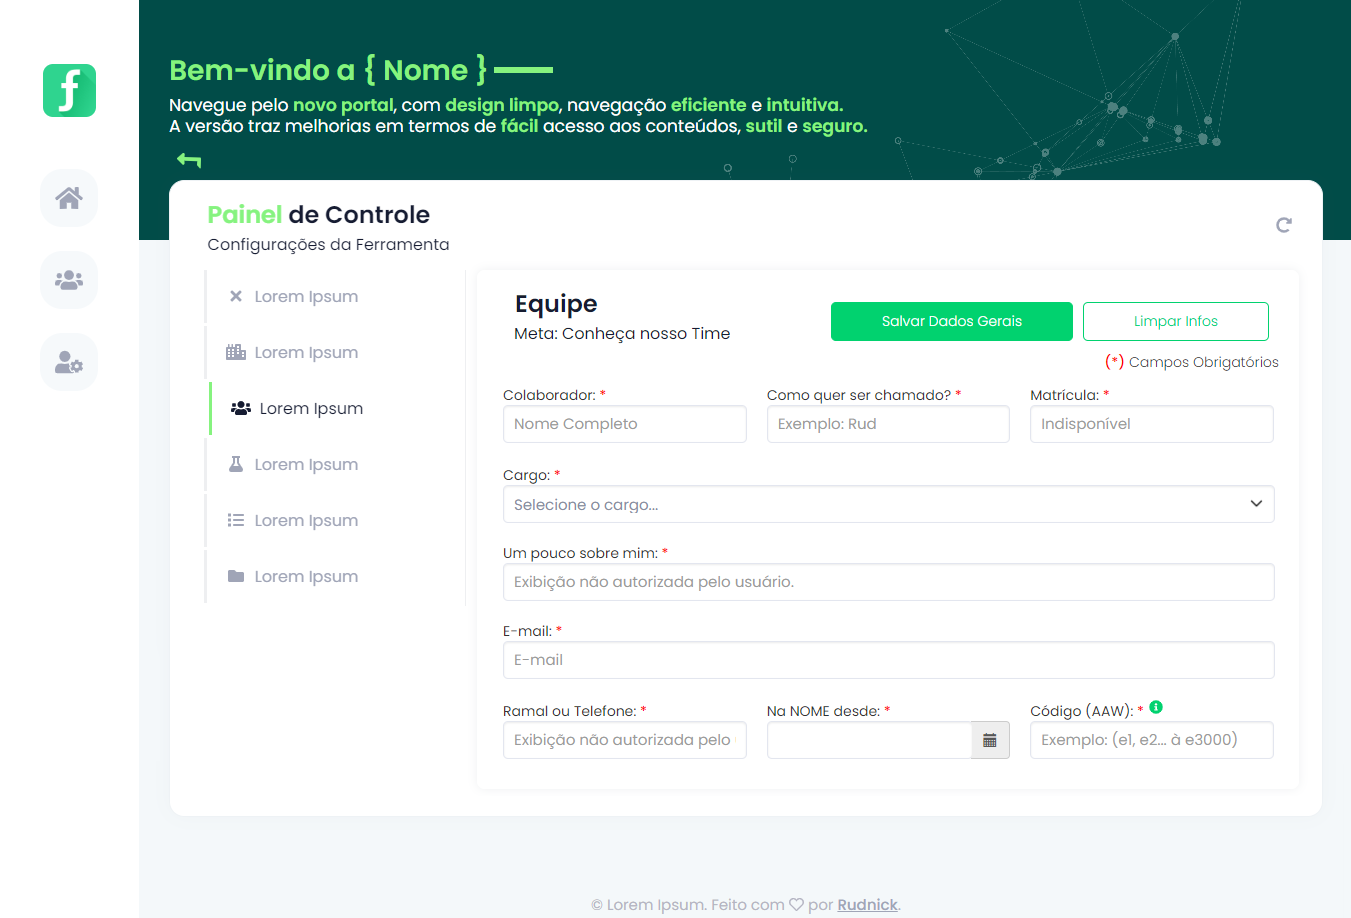 f
Bem-vindo a { Nome }
Navegue pelo novo portal, com design limpo, navegação eficiente e intuitiva.
A versão traz melhorias em termos de fácil acesso aos conteúdos, sutil e seguro.
Painel de Controle
Configurações da Ferramenta
Lorem Ipsum
Lorem Ipsum
Lorem Ipsum
Lorem Ipsum
Lorem Ipsum
Lorem Ipsum
Equipe
Meta: Conheça nosso Time
Salvar Dados Gerais
Limpar Infos
(*) Campos Obrigatórios
Colaborador: *
Nome Completo
Como quer ser chamado? *
Exemplo: Rud
Matrícula: *
Indisponível
Cargo: *
Selecione o cargo...
Um pouco sobre mim: *
Exibição não autorizada pelo usuário.
E-mail: *
E-mail
Ramal ou Telefone: *
Exibição não autorizada pelo
Na NOME desde: *
Código (AAW): *
Exemplo: (e1, e2... à e3000)
© Lorem Ipsum. Feito com ♡ por Rudnick.